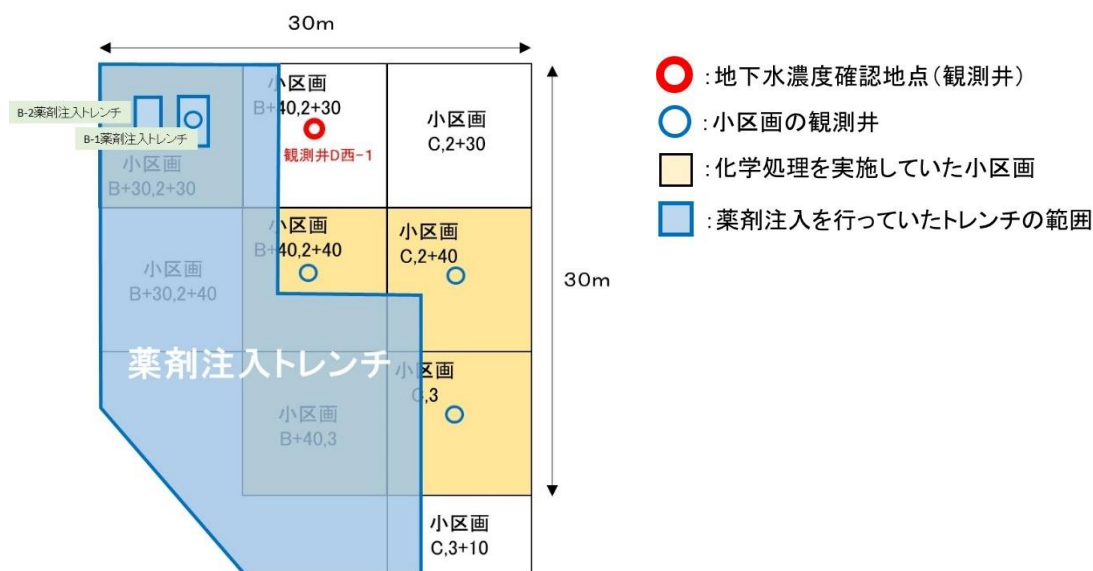 30m
B-2薬剤注入トレンチ
B-1薬剤注入トレンチ
小区画
B+30,2+30
小区画
B+40,2+30
観測井D西-1
小区画
C,2+30
小区画
B+30,2+40
小区画
B+40,2+40
小区画
C,2+40
30m
薬剤注入トレンチ
小区画
B+40,3
小区画
C,3
小区画
C,3+10
:地下水濃度確認地点(観測井)
:小区画の観測井
:化学処理を実施していた小区画
:薬剤注入を行っていたトレンチの範囲